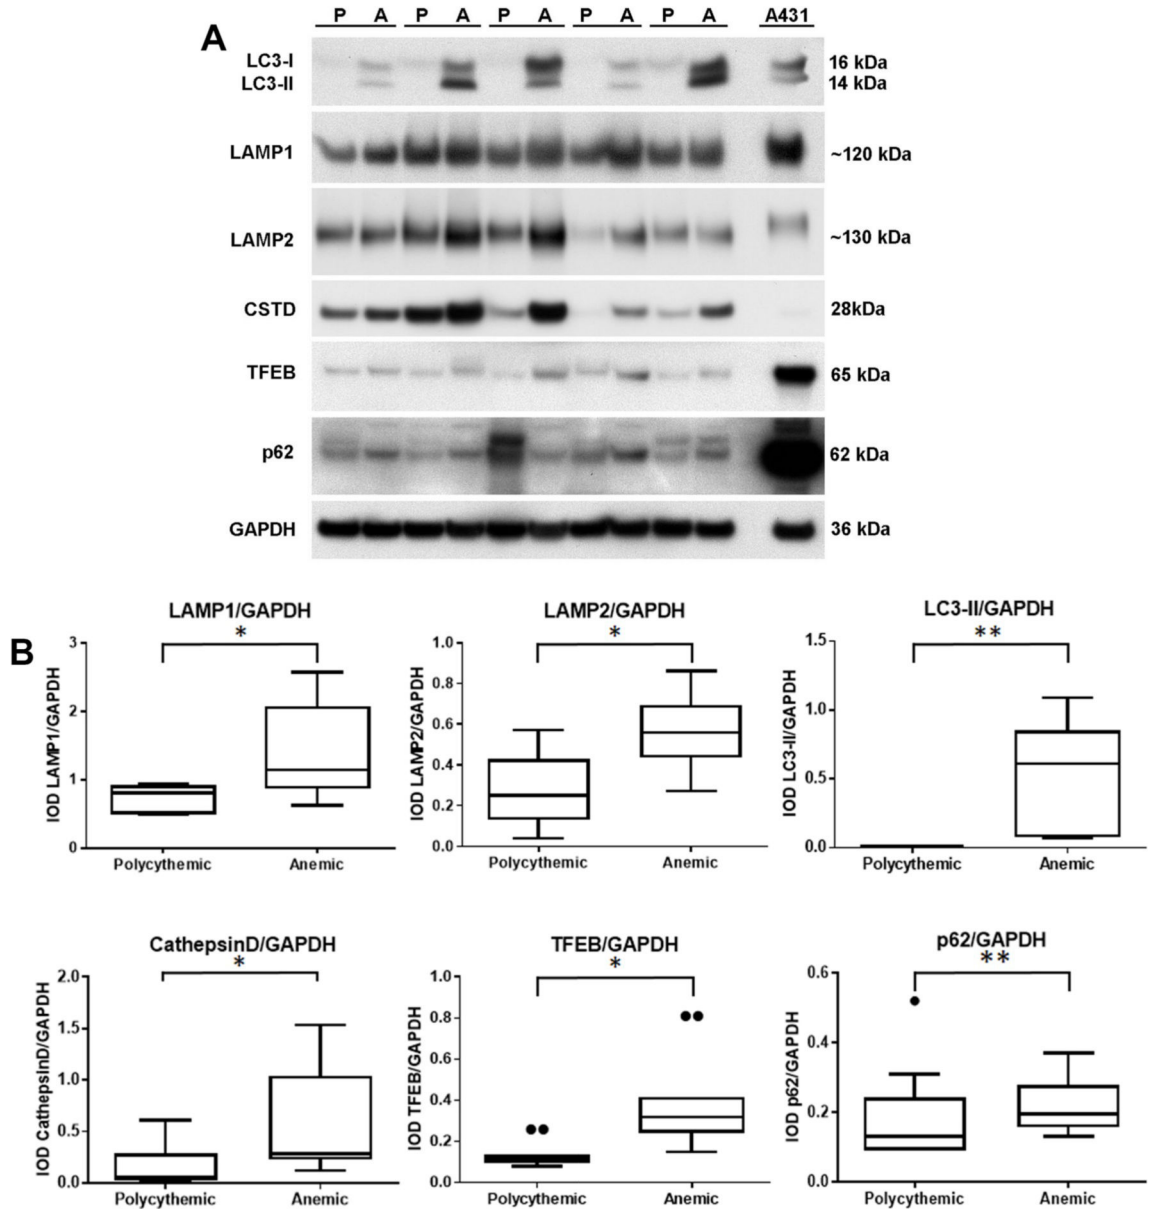 P A P A P A P A P A A431
A
LC3-I 16 kDa
LC3-II 14 kDa
LAMP1 ~120 kDa
LAMP2 ~130 kDa
CSTD 28kDa
TFEB 65 kDa
p62 62 kDa
GAPDH 36 kDa
B
LAMP1/GAPDH
*
IOD LAMP1/GAPDH
3
2
1
0
Polycythemic Anemic
LAMP2/GAPDH
*
IOD LAMP2/GAPDH
1.0
0.8
0.6
0.4
0.2
0.0
Polycythemic Anemic
LC3-II/GAPDH
**
IOD LC3-II/GAPDH
1.5
1.0
0.5
0.0
Polycythemic Anemic
CathepsinD/GAPDH
*
IOD CathepsinD/GAPDH
2.0
1.5
1.0
0.5
0.0
Polycythemic Anemic
TFEB/GAPDH
*
IOD TFEB/GAPDH
1.0
0.8
0.6
0.4
0.2
0.0
Polycythemic Anemic
p62/GAPDH
**
IOD p62/GAPDH
0.6
0.4
0.2
0.0
Polycythemic Anemic